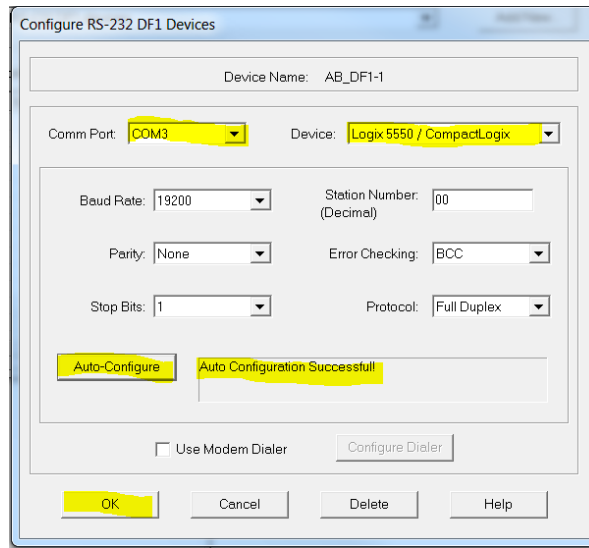 Configure RS-232 DF1 Devices
Device Name: AB_DF1-1
Comm Port: COM3 Device: Logix 5550 / CompactLogix
Baud Rate: 19200 Station Number: 00
(Decimal)
Parity: None Error Checking: BCC
Stop Bits: 1 Protocol: Full Duplex
Auto-Configure Auto Configuration Successful!
Use Modem Dialer Configure Dialer
OK Cancel Delete Help